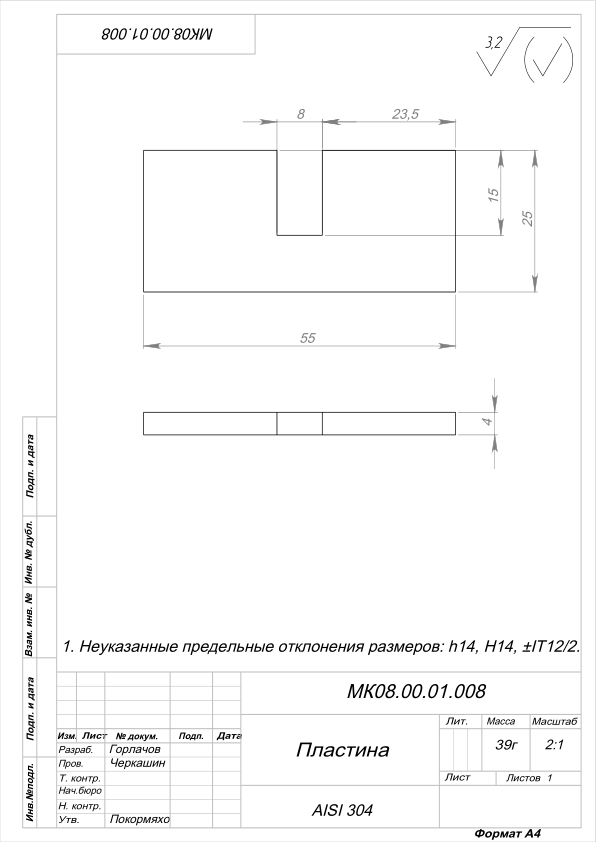 МК08.00.01.008
3,2
8
23,5
15
25
55
4
1. Неуказанные предельные отклонения размеров: h14, H14, ±IT12/2.
Подп. и дата
Инв. № дубл.
Взам. инв. №
Подп. и дата
Инв.№подл.
МК08.00.01.008
Лит. Масса Масштаб
Изм. Лист № докум. Подп. Дата
Разраб. Горлачов
Пров. Черкашин
Т. контр.
Нач.бюро
Н. контр.
Утв. Покормяхо
Пластина
39г 2:1
Лист Листов 1
AISI 304
Формат А4